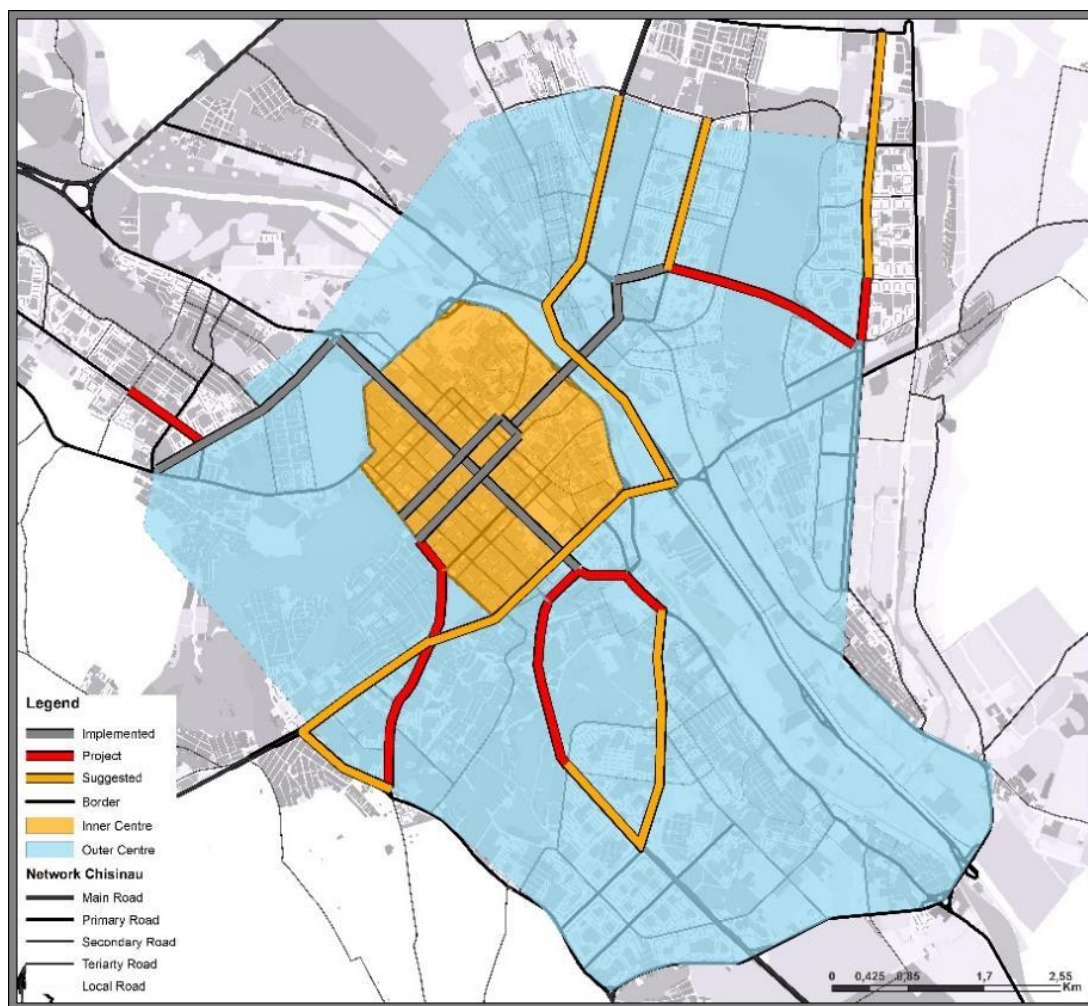 Legend
Implemented
Project
Suggested
Border
Inner Centre
Outer Centre
Network Chisinau
Main Road
Primary Road
Secondary Road
Teriarty Road
Local Road
0 0,425 0,85 1,7 2,55
Km